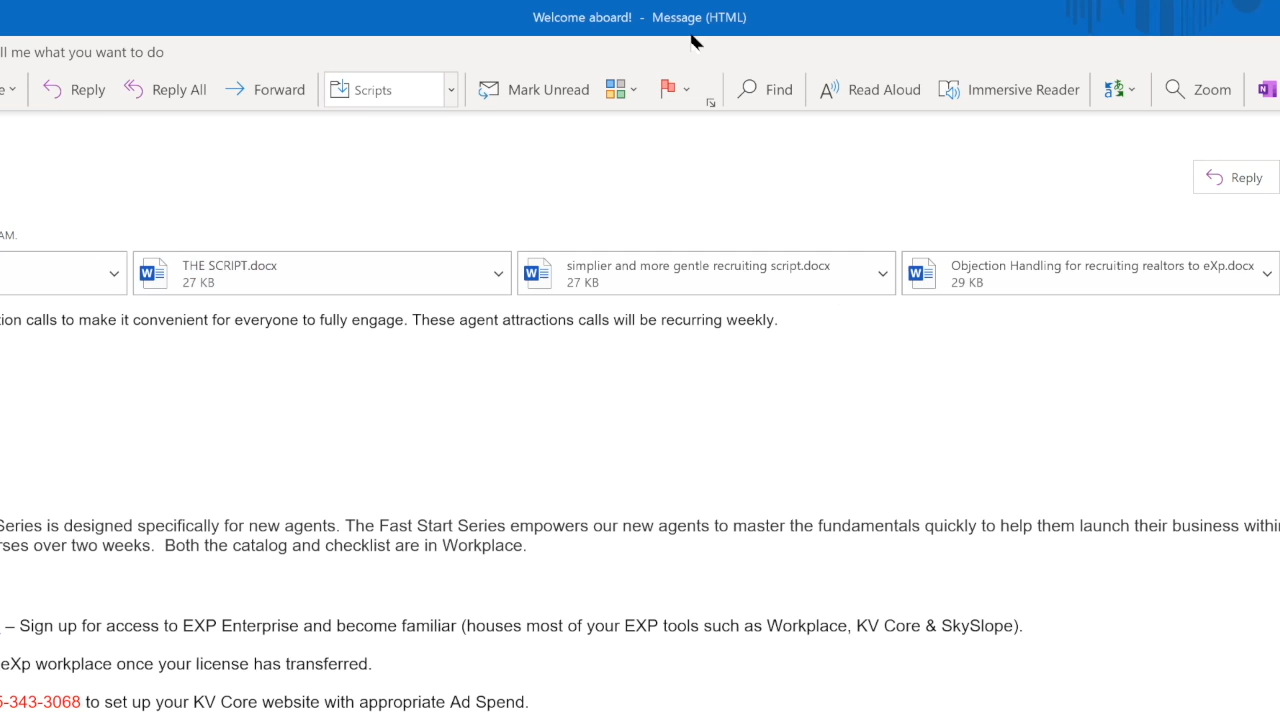 Welcome aboard! - Message (HTML)
ll me what you want to do
e Reply Reply All Forward Scripts Mark Unread Find Read Aloud Immersive Reader Zoom
Reply
AM.
THE SCRIPT.docx simplier and more gentle recruiting script.docx Objection Handling for recruiting realtors to eXp.docx
27 KB 27 KB 29 KB
ion calls to make it convenient for everyone to fully engage. These agent attractions calls will be recurring weekly.
Series is designed specifically for new agents. The Fast Start Series empowers our new agents to master the fundamentals quickly to help them launch their business withi
rses over two weeks. Both the catalog and checklist are in Workplace.
– Sign up for access to EXP Enterprise and become familiar (houses most of your EXP tools such as Workplace, KV Core & SkySlope).
eXp workplace once your license has transferred.
5-343-3068 to set up your KV Core website with appropriate Ad Spend.